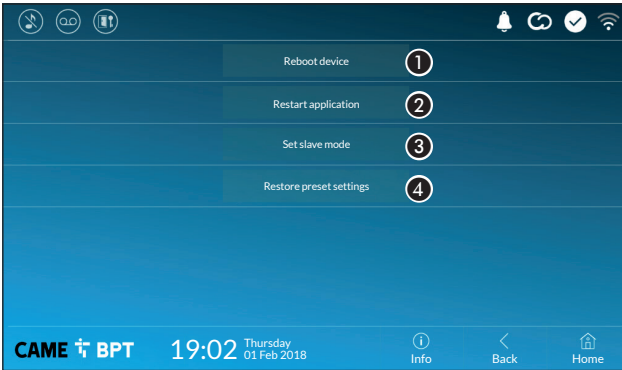 Reboot device 1
Restart application 2
Set slave mode 3
Restore preset settings 4
CAME BPT 19:02 Thursday
01 Feb 2018
Info Back Home